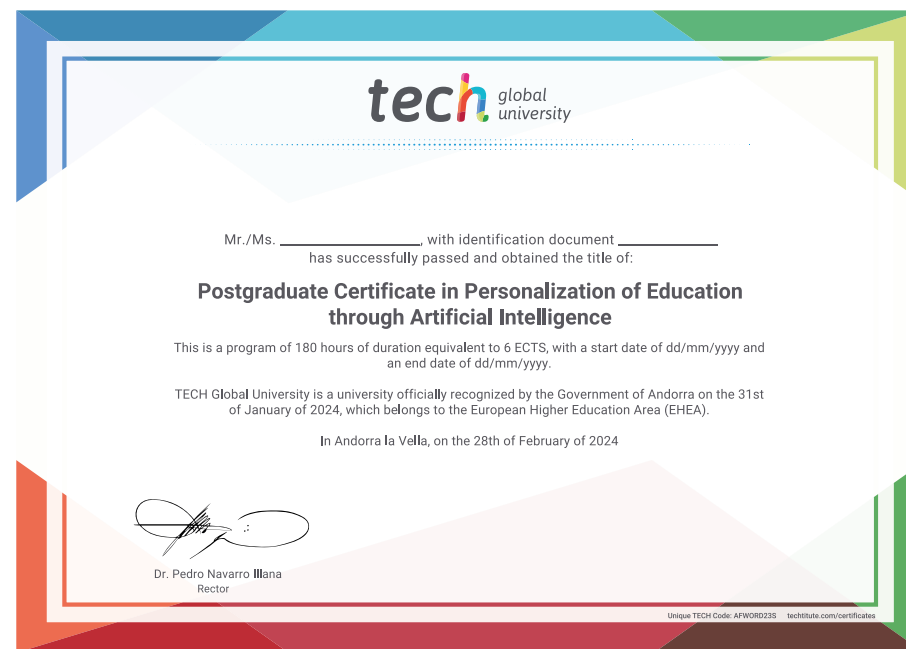 tech global
university
Mr./Ms. ____________________, with identification document ______________
has successfully passed and obtained the title of:
Postgraduate Certificate in Personalization of Education
through Artificial Intelligence
This is a program of 180 hours of duration equivalent to 6 ECTS, with a start date of dd/mm/yyyy and
an end date of dd/mm/yyyy.
TECH Global University is a university officially recognized by the Government of Andorra on the 31st
of January of 2024, which belongs to the European Higher Education Area (EHEA).
In Andorra la Vella, on the 28th of February of 2024
Dr. Pedro Navarro Illana
Rector
Unique TECH Code: AFWORD23S techtitute.com/certificates